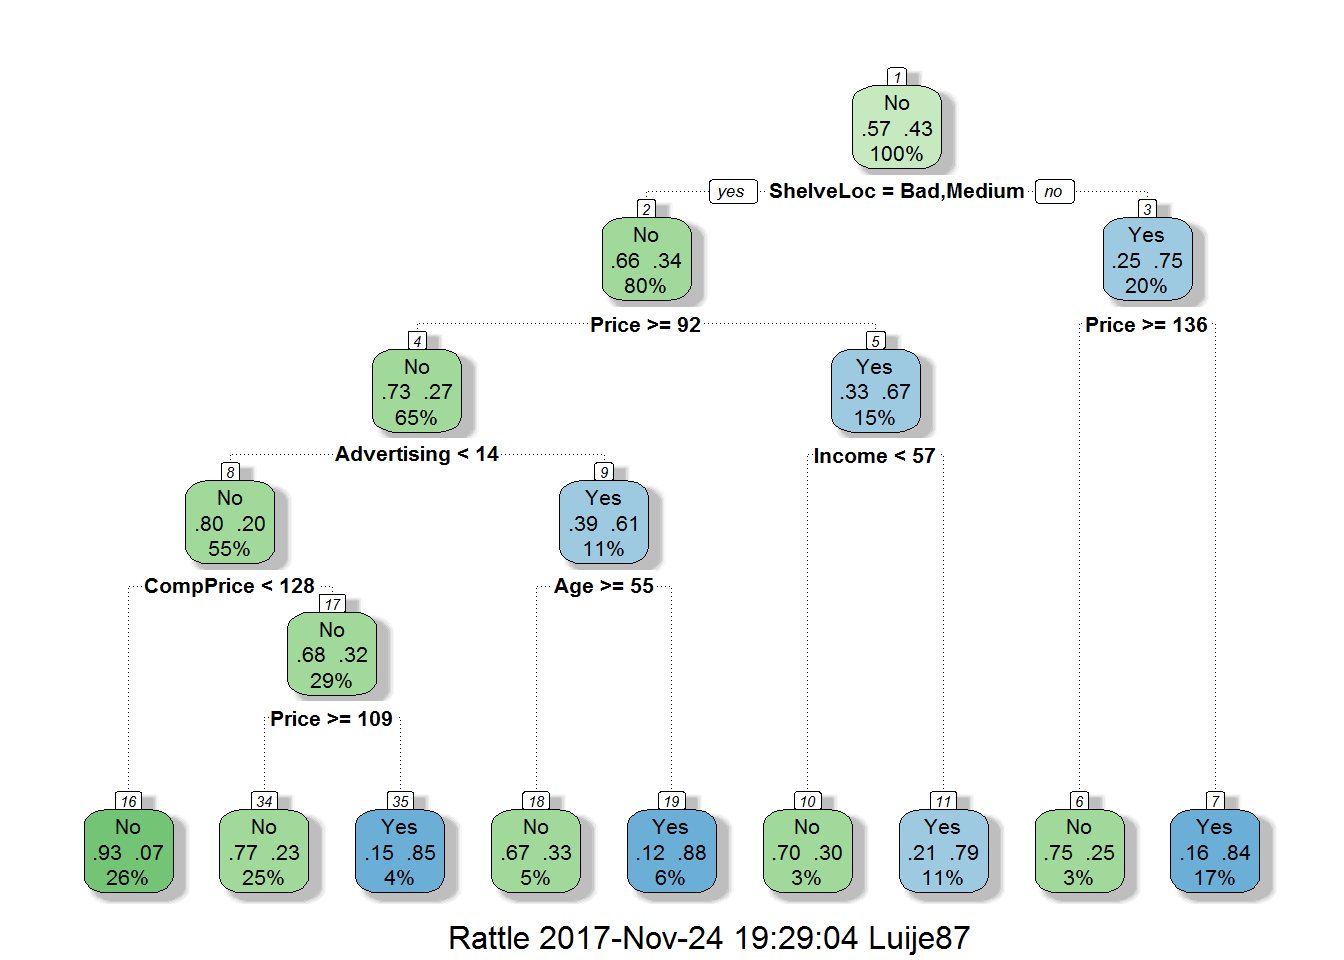 1
No
.57 .43
100%
yes ShelveLoc = Bad,Medium no
2
No
.66 .34
80%
3
Yes
.25 .75
20%
Price >= 92
Price >= 136
4
No
.73 .27
65%
5
Yes
.33 .67
15%
Advertising < 14
Income < 57
8
No
.80 .20
55%
9
Yes
.39 .61
11%
CompPrice < 128
Age >= 55
17
No
.68 .32
29%
Price >= 109
16
No
.93 .07
26%
34
No
.77 .23
25%
35
Yes
.15 .85
4%
18
No
.67 .33
5%
19
Yes
.12 .88
6%
10
No
.70 .30
3%
11
Yes
.21 .79
11%
6
No
.75 .25
3%
7
Yes
.16 .84
17%
Rattle 2017-Nov-24 19:29:04 Luije87